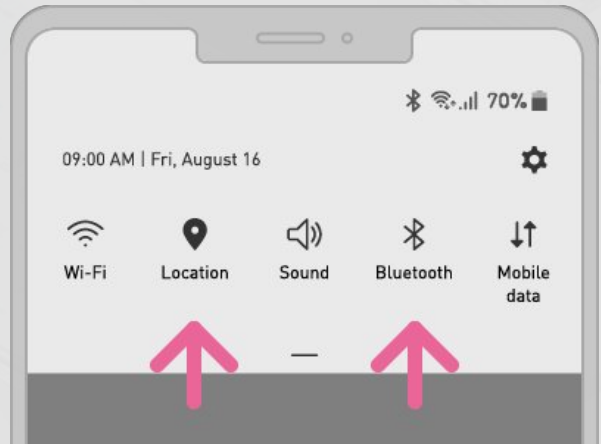 70%
09:00 AM | Fri, August 16
Wi-Fi Location Sound Bluetooth Mobile
data